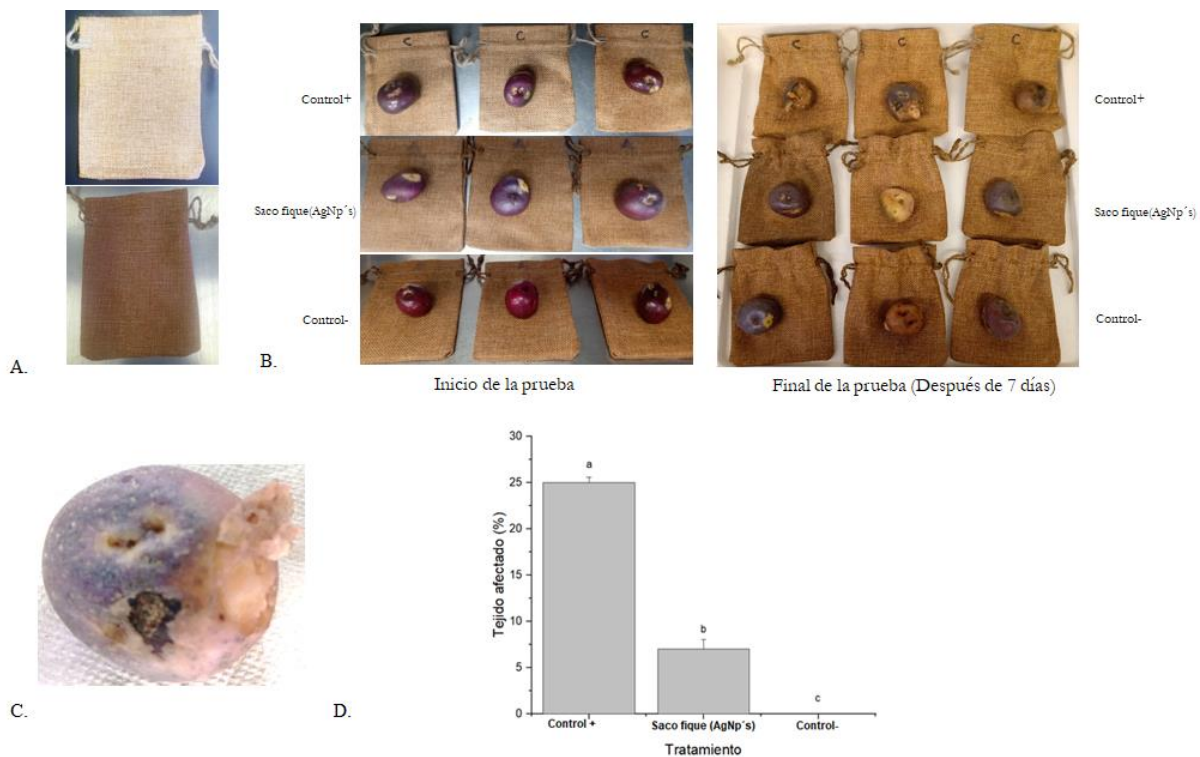 A.
B.
Control+
Saco fique(AgNp´s)
Control-
C C C
A A A
Inicio de la prueba
C C C
Control+
Saco fique(AgNp´s)
Control-
Final de la prueba (Después de 7 días)
C.
D.
Tejido afectado (%)
30
25
20
15
10
5
0
a
b
c
Control +
Saco fique (AgNp´s)
Control-
Tratamiento